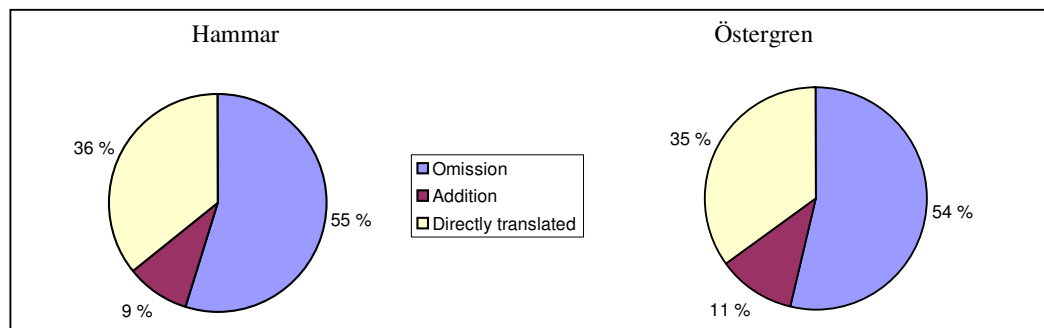 Hammar
Östergren
36 %
55 %
9 %
Omission
Addition
Directly translated
35 %
54 %
11 %